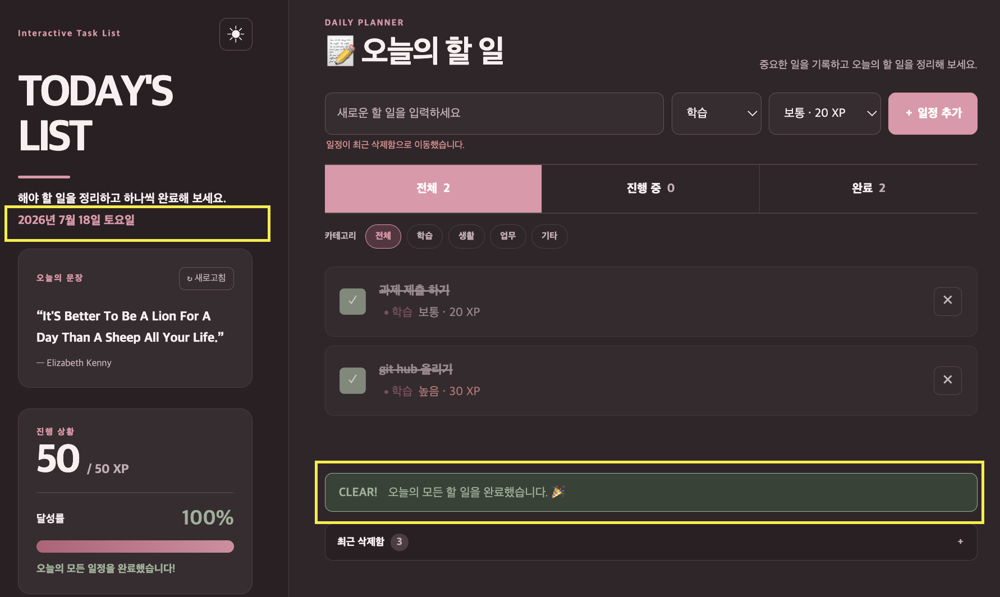 Interactive Task List
TODAY'S
LIST
해야 할 일을 정리하고 하나씩 완료해 보세요.
2026년 7월 18일 토요일
오늘의 문장
↻ 새로고침
“It'S Better To Be A Lion For A
Day Than A Sheep All Your Life.”
— Elizabeth Kenny
진행 상황
50 / 50 XP
달성률 100%
오늘의 모든 일정을 완료했습니다!
DAILY PLANNER
📝 오늘의 할 일
중요한 일을 기록하고 오늘의 할 일을 정리해 보세요.
새로운 할 일을 입력하세요
학습
보통 · 20 XP
+ 일정 추가
일정이 최근 삭제함으로 이동했습니다.
전체 2
진행 중 0
완료 2
카테고리 전체 학습 생활 업무 기타
과제 제출 하기
• 학습 보통 · 20 XP
git hub 올리기
• 학습 높음 · 30 XP
CLEAR! 오늘의 모든 할 일을 완료했습니다. 🎉
최근 삭제함 3 +